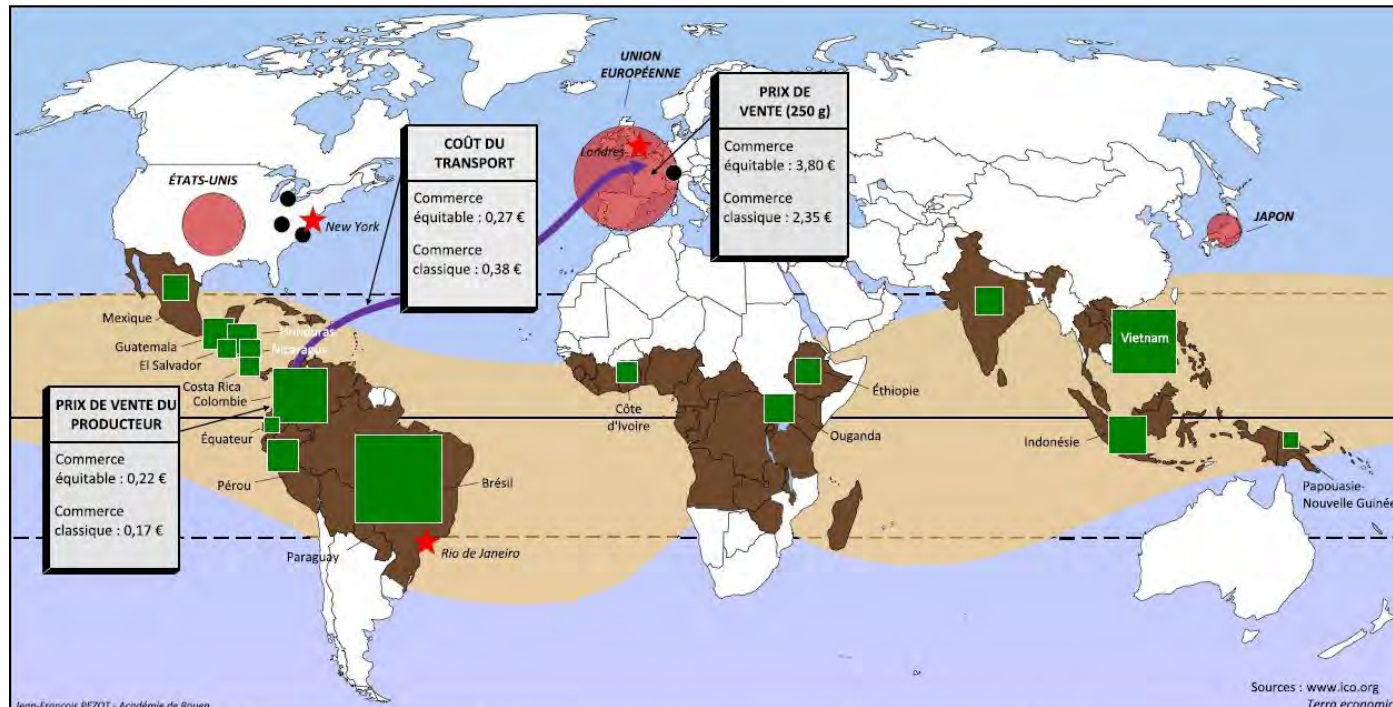 UNION
EUROPÉENNE
PRIX DE
VENTE (250 g)
Commerce
équitable : 3,80 €
Commerce
classique : 2,35 €
COÛT DU
TRANSPORT
Commerce
équitable : 0,27 €
Commerce
classique : 0,38 €
Londres
ÉTATS-UNIS
New York
JAPON
Mexique
Honduras
Guatemala
Nicaragua
El Salvador
Costa Rica
Colombie
PRIX DE VENTE DU
PRODUCTEUR
Commerce
équitable : 0,22 €
Commerce
classique : 0,17 €
Équateur
Pérou
Brésil
Paraguay
Rio de Janeiro
Côte
d'Ivoire
Éthiopie
Ouganda
Vietnam
Indonésie
Papouasie-
Nouvelle Guinée
Sources : www.ico.org
Terra economica
Jean-François PEZOT - Académie de Rouen